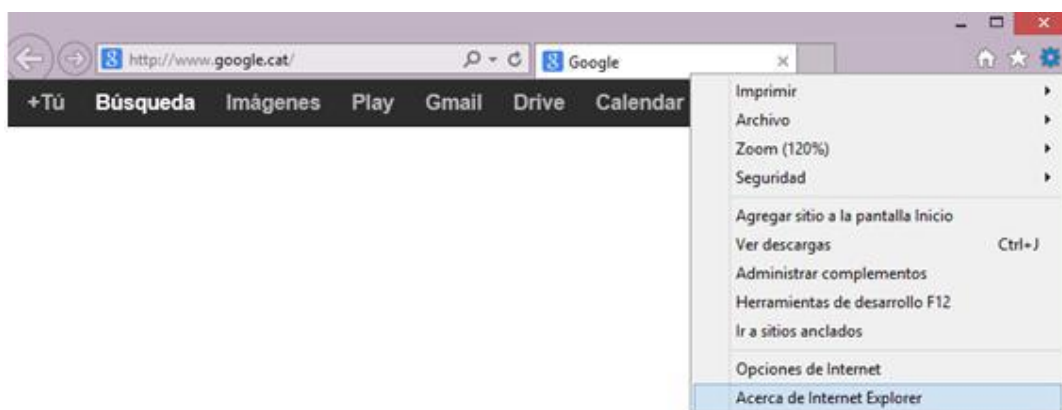 http://www.google.cat/
Google
+Tú Búsqueda Imágenes Play Gmail Drive Calendar
Imprimir
Archivo
Zoom (120%)
Seguridad
Agregar sitio a la pantalla Inicio
Ver descargas Ctrl+J
Administrar complementos
Herramientas de desarrollo F12
Ir a sitios anclados
Opciones de Internet
Acerca de Internet Explorer